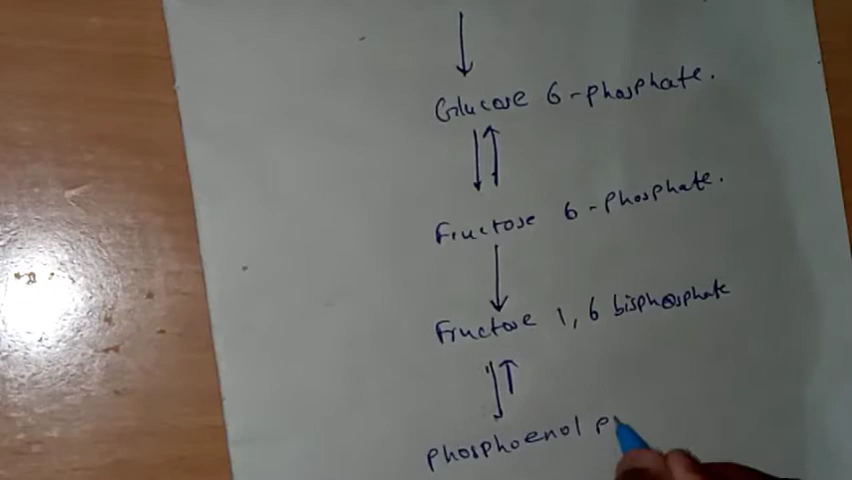 Glucose 6-phosphate.
Fructose 6-phosphate.
Fructose 1,6 bisphosphate
phosphoenol p